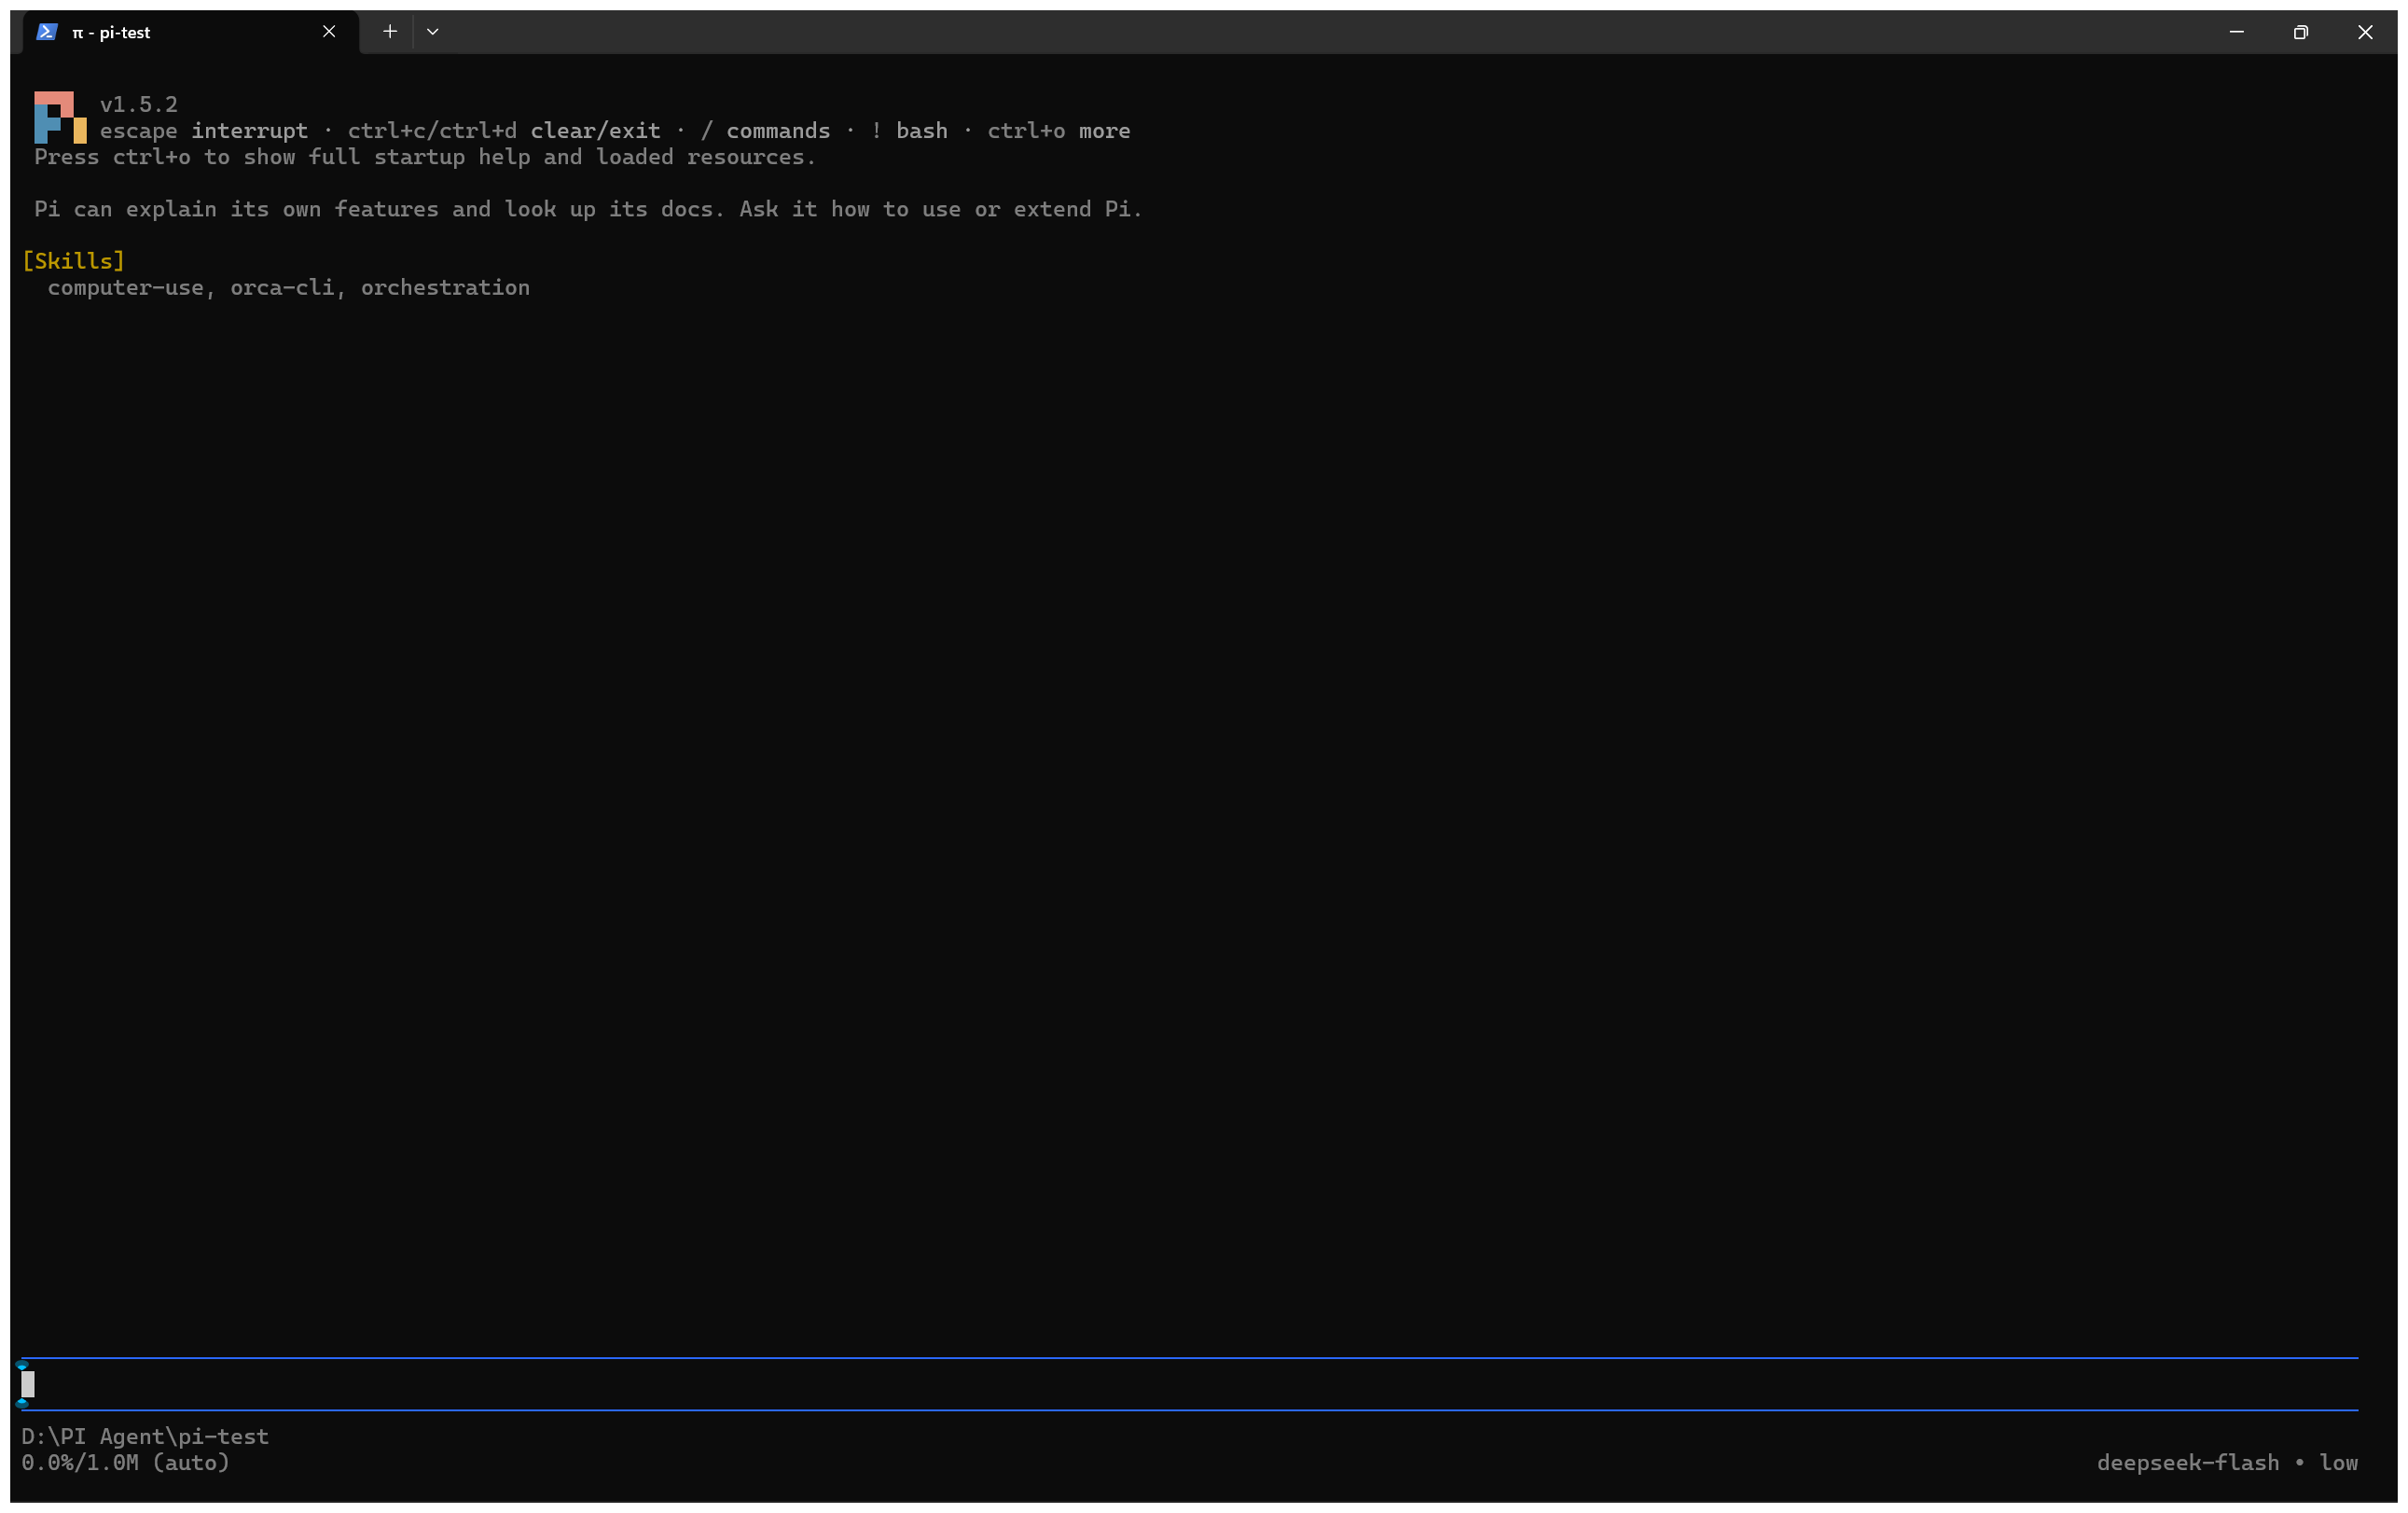 π - pi-test
v1.5.2
escape interrupt · ctrl+c/ctrl+d clear/exit · / commands · ! bash · ctrl+o more
Press ctrl+o to show full startup help and loaded resources.
Pi can explain its own features and look up its docs. Ask it how to use or extend Pi.
[Skills]
computer-use, orca-cli, orchestration
D:\PI Agent\pi-test
0.0%/1.0M (auto)
deepseek-flash • low